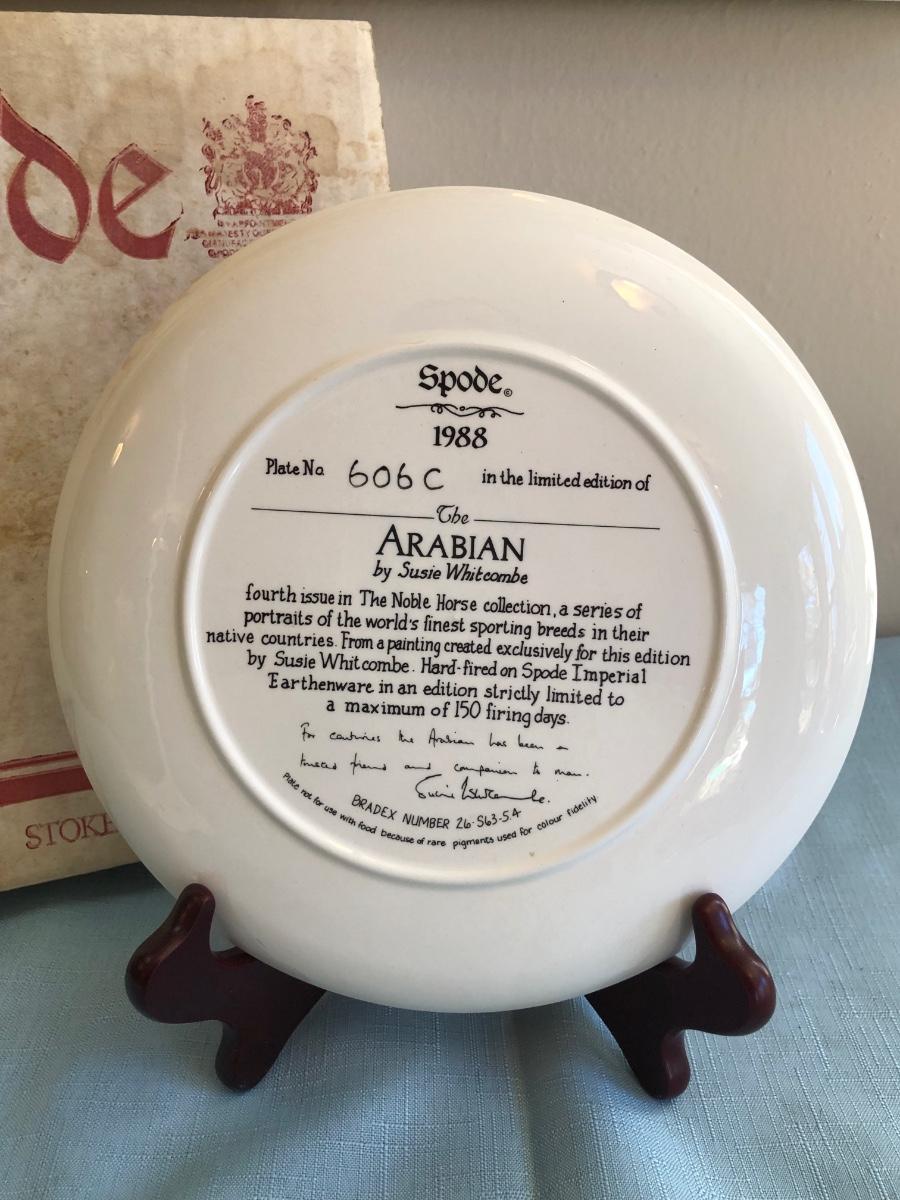 de
BY APPOINTMENT
STOKE
Spode©
1988
Plate No. 606C in the limited edition of
The
ARABIAN
by Susie Whitcombe
fourth issue in The Noble Horse collection, a series of
portraits of the world's finest sporting breeds in their
native countries. From a painting created exclusively for this edition
by Susie Whitcombe. Hard-fired on Spode Imperial
Earthenware in an edition strictly limited to
a maximum of 150 firing days.
For centuries the Arabian has been a
trusted friend and companion to man.
Susie Whitcombe.
BRADEX NUMBER 26-S63-5.4
Plate not for use with food because of rare pigments used for colour fidelity.